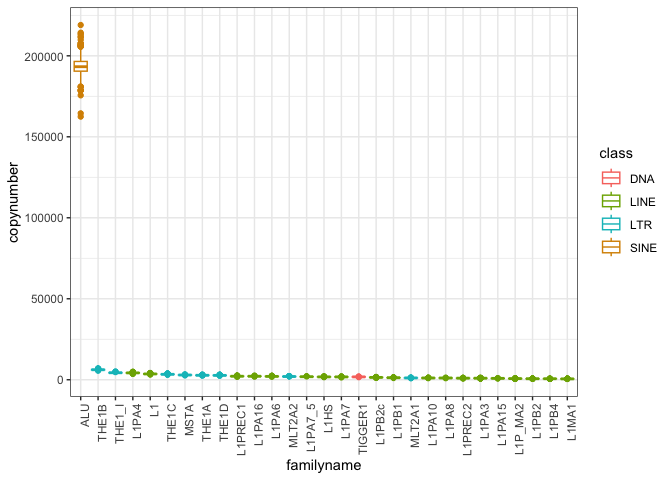 copynumber
200000
150000
100000
50000
0
ALU
THE1B
THE1_I
L1PA4
L1
THE1C
MSTA
THE1A
THE1D
L1PREC1
L1PA16
L1PA6
MLT2A2
L1PA7_5
L1HS
L1PA7
TIGGER1
L1PB2c
L1PB1
MLT2A1
L1PA10
L1PA8
L1PREC2
L1PA3
L1PA15
L1P_MA2
L1PB2
L1PB4
L1MA1
familyname
class
DNA
LINE
LTR
SINE